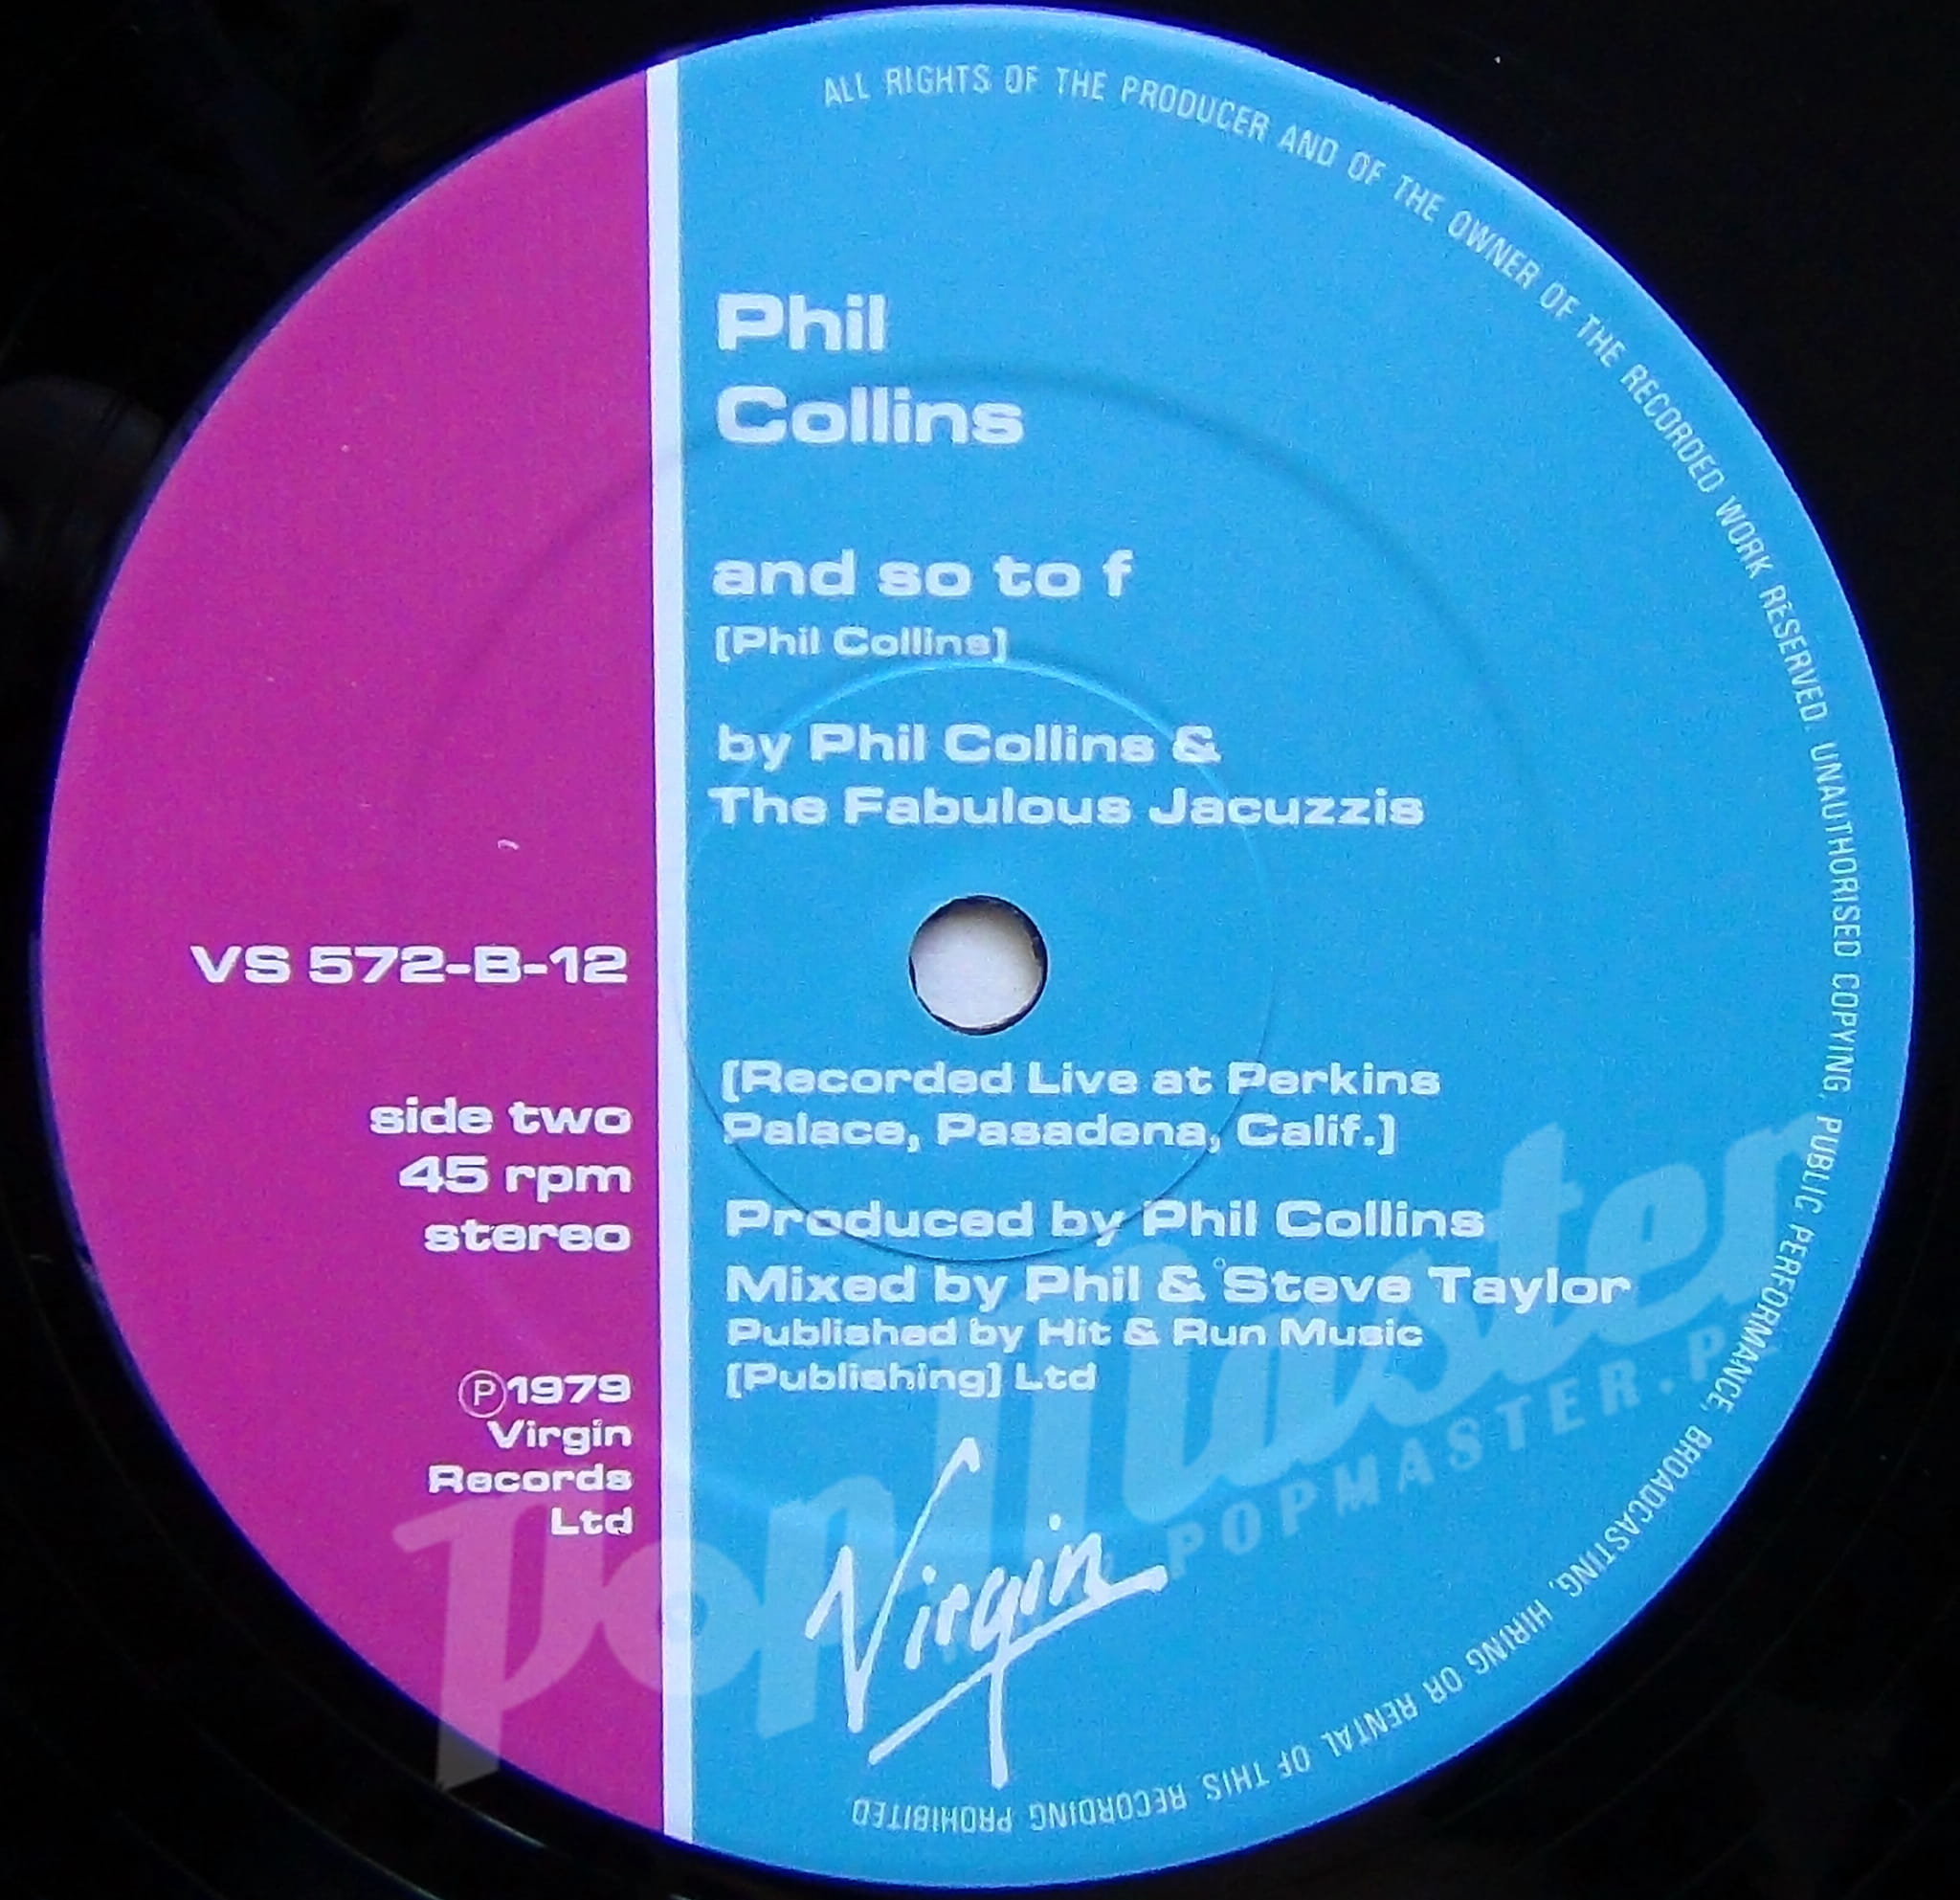 ALL RIGHTS OF THE PRODUCER AND OF THE OWNER OF THE RECORDED WORK RESERVED. UNAUTHORISED COPYING, PUBLIC PERFORMANCE, BROADCASTING, HIRING OR RENTAL OF THIS RECORDING PROHIBITED
Phil
Collins
and so to f
[Phil Collins]
by Phil Collins &
The Fabulous Jacuzzis
VS 572-B-12
side two
45 rpm
stereo
Ⓟ1979
Virgin
Records
Ltd
[Recorded Live at Perkins
Palace, Pasadena, Calif.]
Produced by Phil Collins
Mixed by Phil & Steve Taylor
Published by Hit & Run Music
[Publishing] Ltd
Virgin
PopMaster
POPMASTER.P